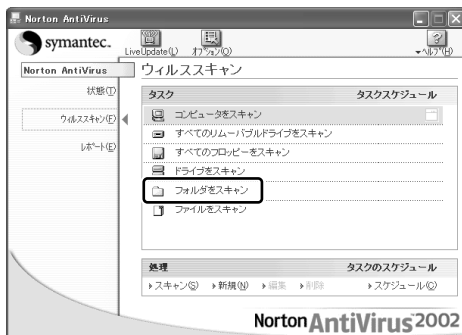 Norton AntiVirus
symantec.
LiveUpdate(L) オプション(O) ヘルプ(H)
Norton AntiVirus
状態(T)
ウィルススキャン(F)
レポート(E)
ウィルススキャン
タスク タスクスケジュール
コンピュータをスキャン
すべてのリムーバブルドライブをスキャン
すべてのフロッピーをスキャン
ドライブをスキャン
フォルダをスキャン
ファイルをスキャン
処理 タスクのスケジュール
スキャン(S) 新規(N) 編集 削除 スケジュール(C)
Norton AntiVirus 2002